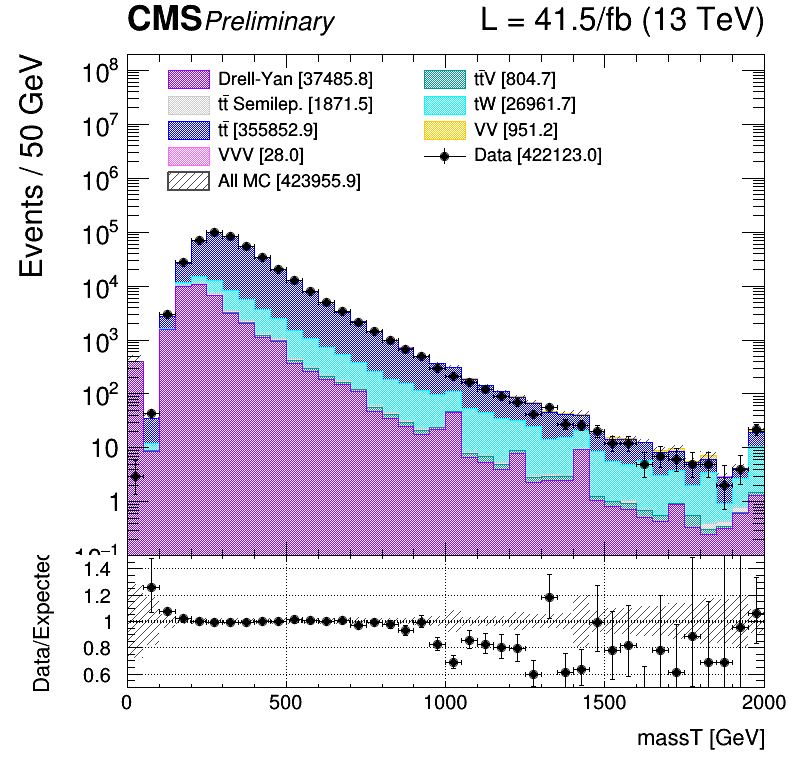 CMS Preliminary L = 41.5/fb (13 TeV)
Events / 50 GeV
Drell-Yan [37485.8]
tt̄ Semilep. [1871.5]
tt̄ [355852.9]
VVV [28.0]
All MC [423955.9]
tt̄V [804.7]
tW [26961.7]
VV [951.2]
Data [422123.0]
10⁸
10⁷
10⁶
10⁵
10⁴
10³
10²
10
1
10⁻¹
Data/Expected
1.4
1.2
1
0.8
0.6
0 500 1000 1500 2000
massT [GeV]